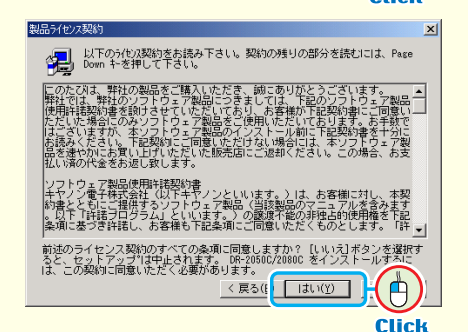 Click
製品ライセンス契約
以下のライセンス契約をお読み下さい。契約の残りの部分を読むには、Page
Down キーを押して下さい。
このたびは、弊社の製品をご購入いただき、誠にありがとうございます。
弊社では、弊社のソフトウェア製品につきましては、下記のソフトウェア製品
使用許諾契約書を設けさせていただいており、お客様が下記契約書にご同意い
ただいた場合にのみソフトウェア製品をご使用いただいております。お手数で
はございますが、本ソフトウェア製品のインストール前に下記契約書を十分に
お読みください。下記契約にご同意いただけない場合には、本ソフトウェア製
品を速やかにお買い上げいただいた販売店にご返却ください。この場合、お支
払い済の代金をお返し致します。
ソフトウェア製品使用許諾契約書
キヤノン電子株式会社（以下キヤノンといいます。）は、お客様に対し、本契
約書とともにご提供するソフトウェア製品（当該製品のマニュアルを含みます
。以下「許諾プログラム」といいます。）の譲渡不能の非独占的使用権を下記
条項に基づき許諾し、お客様も下記条項にご同意いただくものとします。「許
前述のライセンス契約のすべての条項に同意しますか？ [いいえ]ボタンを選択す
ると、セットアップは中止されます。 DR-2050C/2080C をインストールするに
は、この契約に同意いただく必要があります。
< 戻る(B
はい(Y)
Click